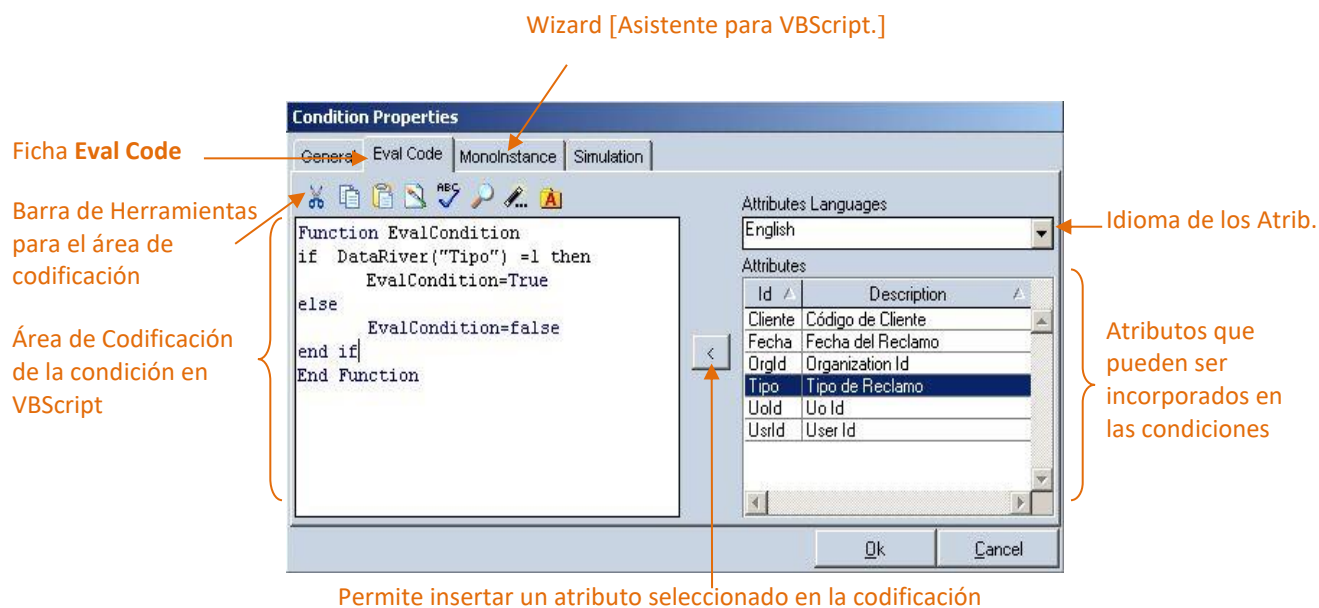 Wizard [Asistente para VBScript.]
Condition Properties
Ficha Eval Code
General Eval Code MonoInstance Simulation
ABC
A
Barra de Herramientas
para el área de
codificación
Área de Codificación
de la condición en
VBScript
Function EvalCondition
if DataRiver("Tipo") =1 then
EvalCondition=True
else
EvalCondition=false
end if
End Function
<
Attributes Languages
English
Attributes
Id Description
Cliente Código de Cliente
Fecha Fecha del Reclamo
OrgId Organization Id
Tipo Tipo de Reclamo
UoId Uo Id
UsrId User Id
Idioma de los Atrib.
Atributos que
pueden ser
incorporados en
las condiciones
Ok Cancel
Permite insertar un atributo seleccionado en la codificación